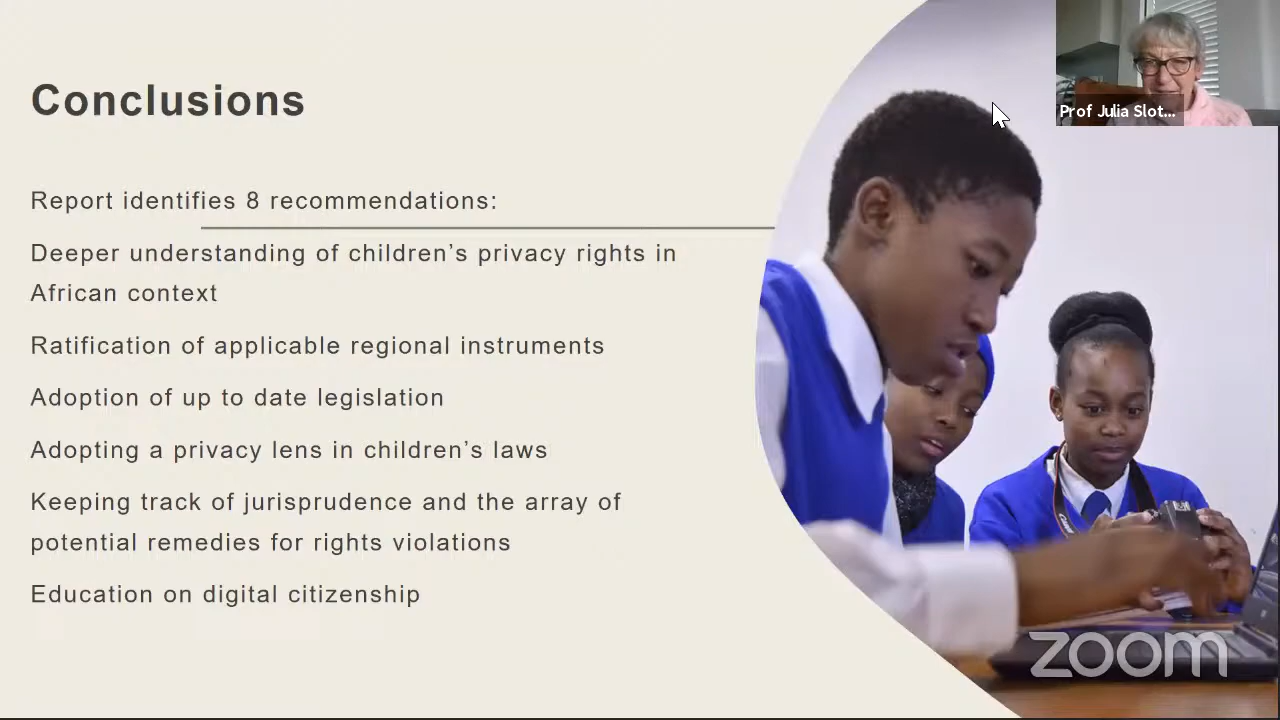 Conclusions
Report identifies 8 recommendations:
Deeper understanding of children’s privacy rights in
African context
Ratification of applicable regional instruments
Adoption of up to date legislation
Adopting a privacy lens in children’s laws
Keeping track of jurisprudence and the array of
potential remedies for rights violations
Education on digital citizenship
Prof Julia Slot...
zoom